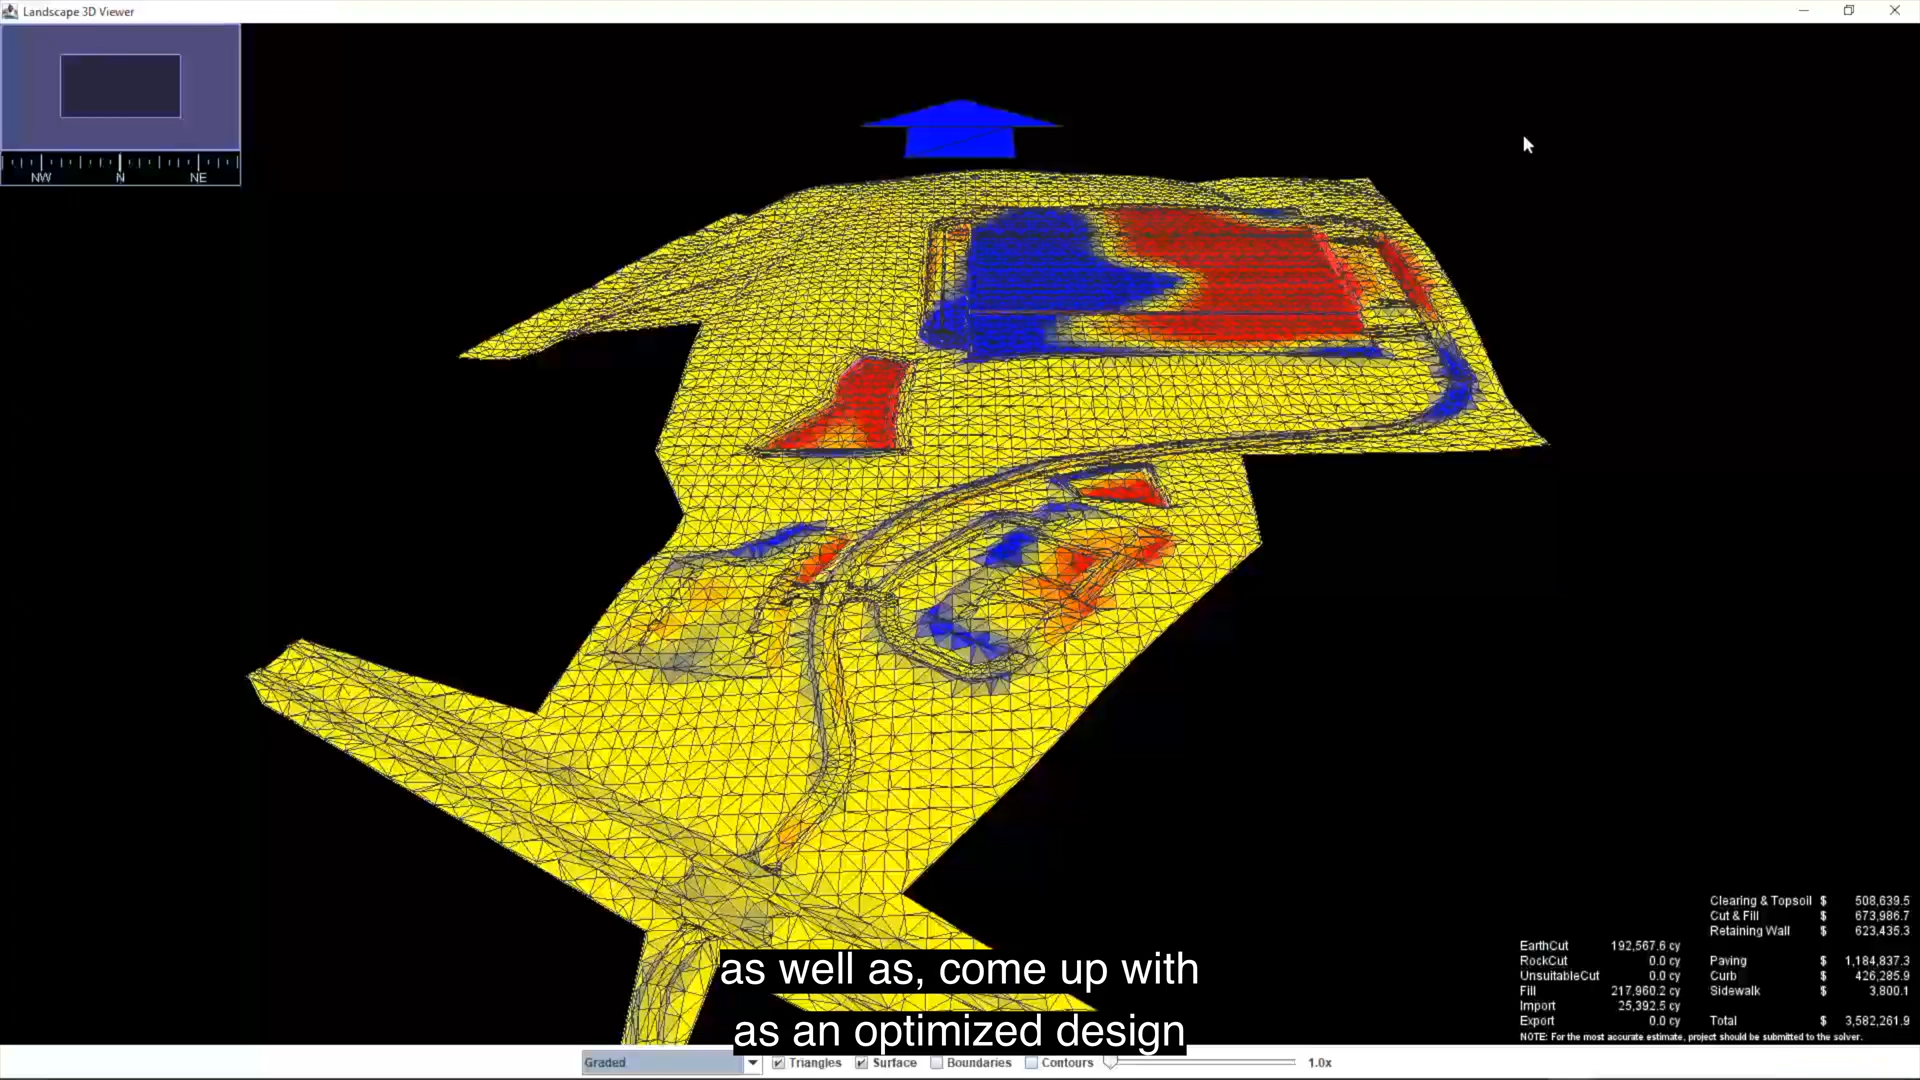 Landscape 3D Viewer
NW N NE
Clearing & Topsoil $ 508,639.5
Cut & Fill $ 673,986.7
Retaining Wall $ 623,435.3
EarthCut 192,567.6 cy
RockCut 0.0 cy
UnsuitableCut 0.0 cy
Fill 217,960.2 cy
Import 25,392.5 cy
Export 0.0 cy
Paving $ 1,184,837.3
Curb $ 426,285.9
Sidewalk $ 3,800.1
Total $ 3,582,261.9
NOTE: For the most accurate estimate, project should be submitted to the solver.
as well as, come up with
as an optimized design
Graded Triangles Surface Boundaries Contours 1.0x